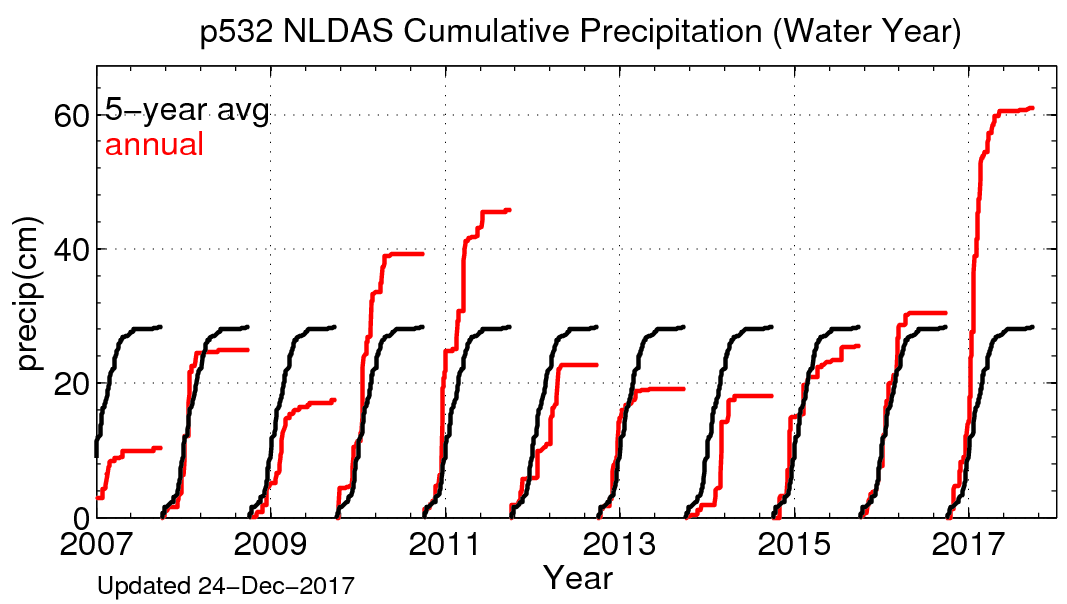 p532 NLDAS Cumulative Precipitation (Water Year)
5−year avg
annual
60
40
20
0
precip(cm)
2007 2009 2011 2013 2015 2017
Year
Updated 24−Dec−2017